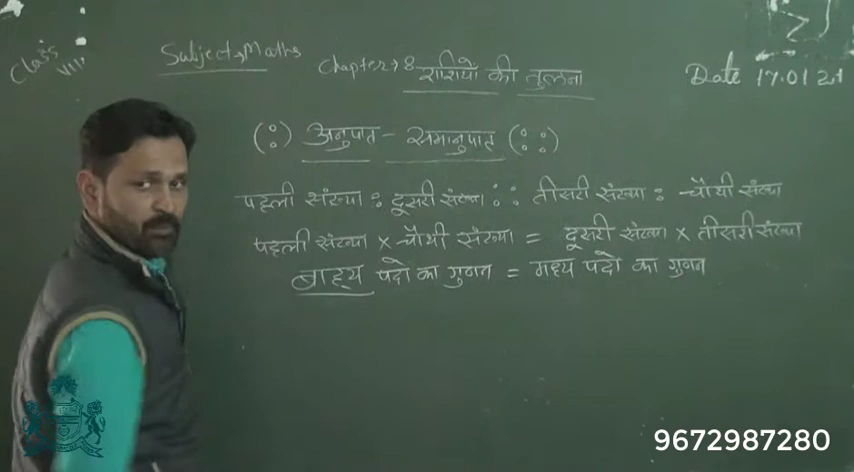 Class VIII
Subject → Maths
Chapter → 8 राशियों की तुलना
Date 17.01.21
(:) अनुपात - समानुपात (::)
पहली संख्या : दूसरी संख्या :: तीसरी संख्या : चौथी संख्या
पहली संख्या × चौथी संख्या = दूसरी संख्या × तीसरी संख्या
बाह्य पदो का गुणन = मध्य पदो का गुणन
9672987280